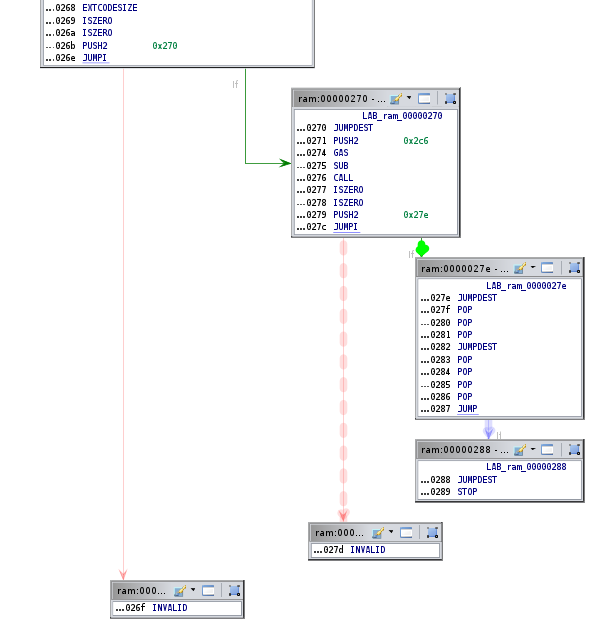 ...0268 EXTCODESIZE
...0269 ISZERO
...026a ISZERO
...026b PUSH2 0x270
...026e JUMPI
If
ram:00000270 - ...
LAB_ram_00000270
...0270 JUMPDEST
...0271 PUSH2 0x2c6
...0274 GAS
...0275 SUB
...0276 CALL
...0277 ISZERO
...0278 ISZERO
...0279 PUSH2 0x27e
...027c JUMPI
If
ram:0000027e - ...
LAB_ram_0000027e
...027e JUMPDEST
...027f POP
...0280 POP
...0281 POP
...0282 JUMPDEST
...0283 POP
...0284 POP
...0285 POP
...0286 POP
...0287 JUMP
If
ram:00000288 - ...
LAB_ram_00000288
...0288 JUMPDEST
...0289 STOP
ram:000...
...027d INVALID
ram:000...
...026f INVALID